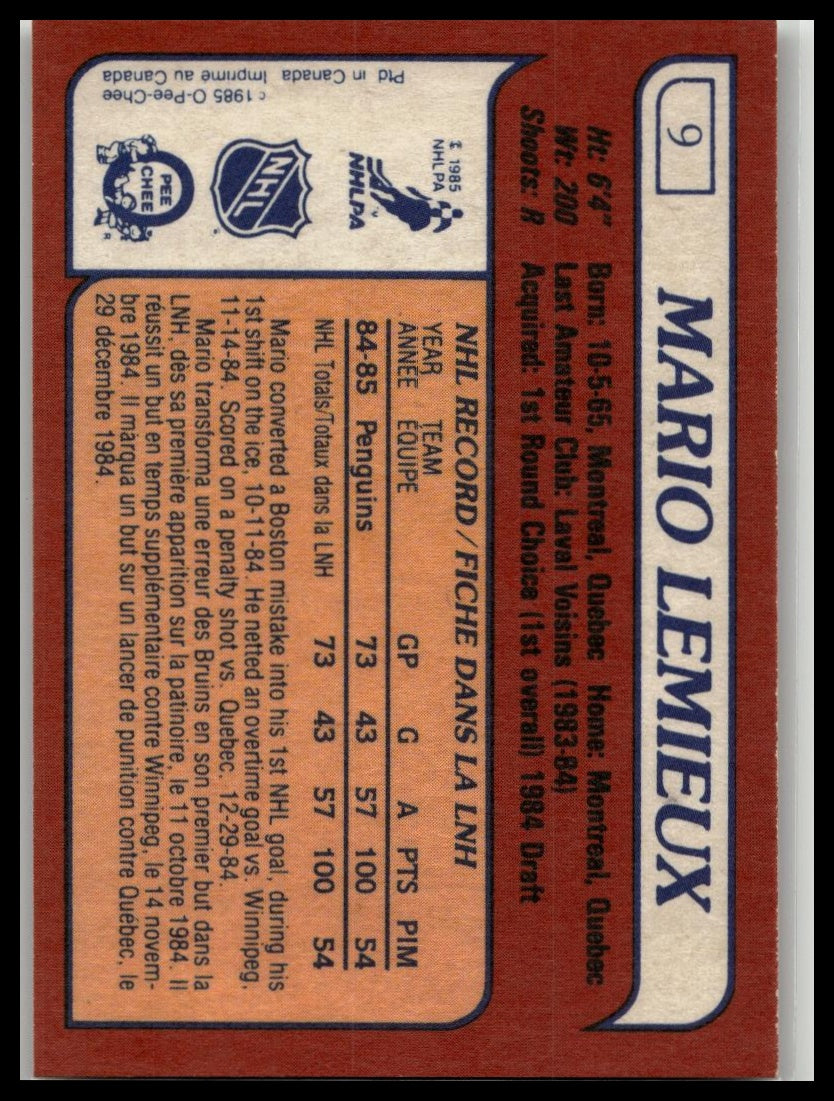 9
MARIO LEMIEUX
Ht: 6'4" Born: 10-5-65, Montreal, Quebec Home: Montreal, Quebec
Wt: 200 Last Amateur Club: Laval Voisins (1983-84)
Shoots: R Acquired: 1st Round Choice (1st overall) 1984 Draft
NHL RECORD/FICHE DANS LA LNH
YEAR TEAM
ANNÉE ÉQUIPE GP G A PTS PIM
84-85 Penguins 73 43 57 100 54
NHL Totals/Totaux dans la LNH 73 43 57 100 54
Mario converted a Boston mistake into his 1st NHL goal, during his
1st shift on the ice, 10-11-84. He netted an overtime goal vs. Winnipeg,
11-14-84. Scored on a penalty shot vs. Quebec, 12-29-84.
Mario transforma une erreur des Bruins en son premier but dans la
LNH, dès sa première apparition sur la patinoire, le 11 octobre 1984. Il
réussit un but en temps supplémentaire contre Winnipeg, le 14 novem-
bre 1984. Il marqua un but sur un lancer de punition contre Québec, le
29 décembre 1984.
© 1985
NHLPA
NHLPA
NHL
PEE
CHEE
© 1985 O-Pee-Chee
Ptd in Canada Imprimé au Canada